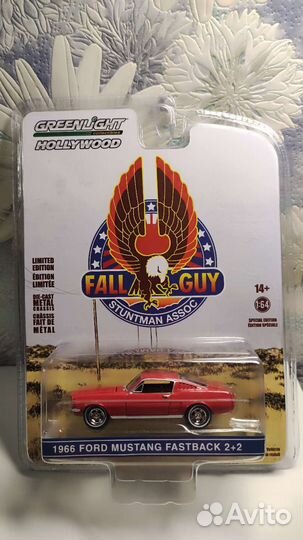 GREENLIGHT
HOLLYWOOD
LIMITED
EDITION
ÉDITION
LIMITÉE
DIE-CAST
METAL
CHASSIS
CHÂSSIS
FAIT DE
MÉTAL
FALL GUY
STUNTMAN ASSOC
14+
1:64
SPECIAL EDITION
ÉDITION SPÉCIALE
1966 FORD MUSTANG FASTBACK 2+2
Avito